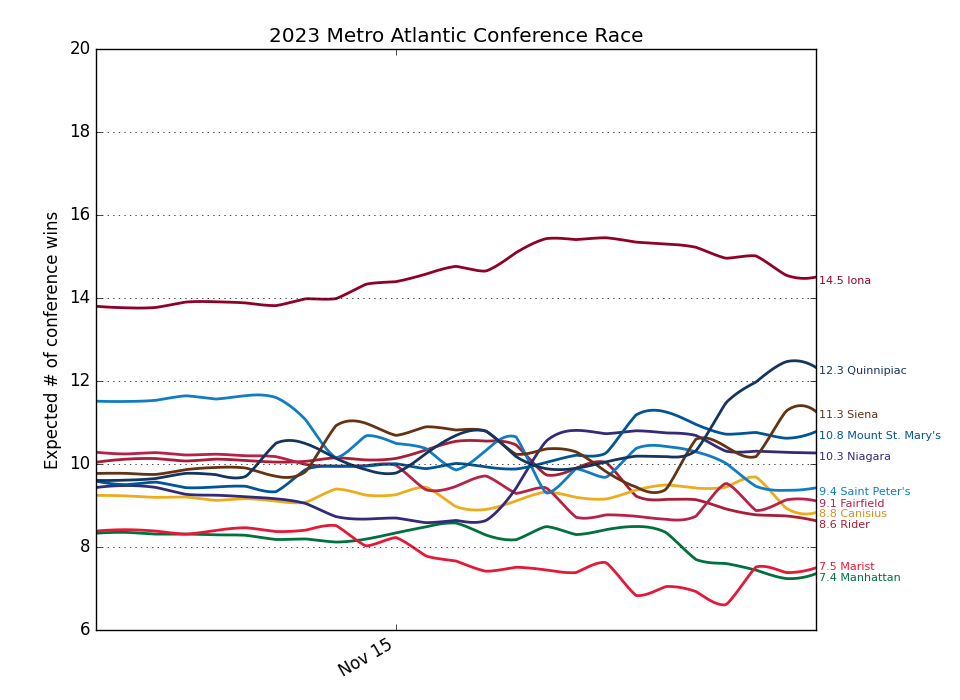 2023 Metro Atlantic Conference Race
Expected # of conference wins
20
18
16
14
12
10
8
6
Nov 15
14.5 Iona
12.3 Quinnipiac
11.3 Siena
10.8 Mount St. Mary's
10.3 Niagara
9.4 Saint Peter's
9.1 Fairfield
8.8 Canisius
8.6 Rider
7.5 Marist
7.4 Manhattan